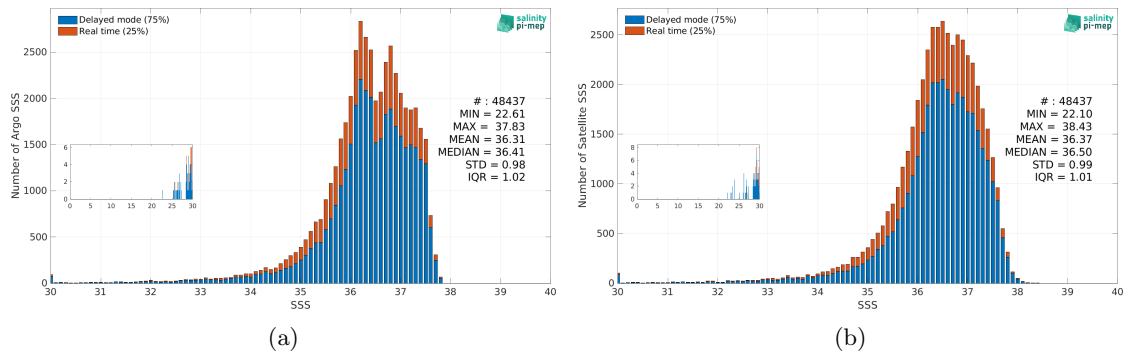 Delayed mode (75%)
Real time (25%)
salinity
pi-mep
Number of Argo SSS
2500
2000
1500
1000
500
0
# : 48437
MIN = 22.61
MAX = 37.83
MEAN = 36.31
MEDIAN = 36.41
STD = 0.98
IQR = 1.02
6
4
2
0
0 5 10 15 20 25 30
30 31 32 33 34 35 36 37 38 39 40
SSS
(a)
Delayed mode (75%)
Real time (25%)
salinity
pi-mep
Number of Satellite SSS
2500
2000
1500
1000
500
0
# : 48437
MIN = 22.10
MAX = 38.43
MEAN = 36.37
MEDIAN = 36.50
STD = 0.99
IQR = 1.01
8
6
4
2
0
0 5 10 15 20 25 30
30 31 32 33 34 35 36 37 38 39 40
SSS
(b)